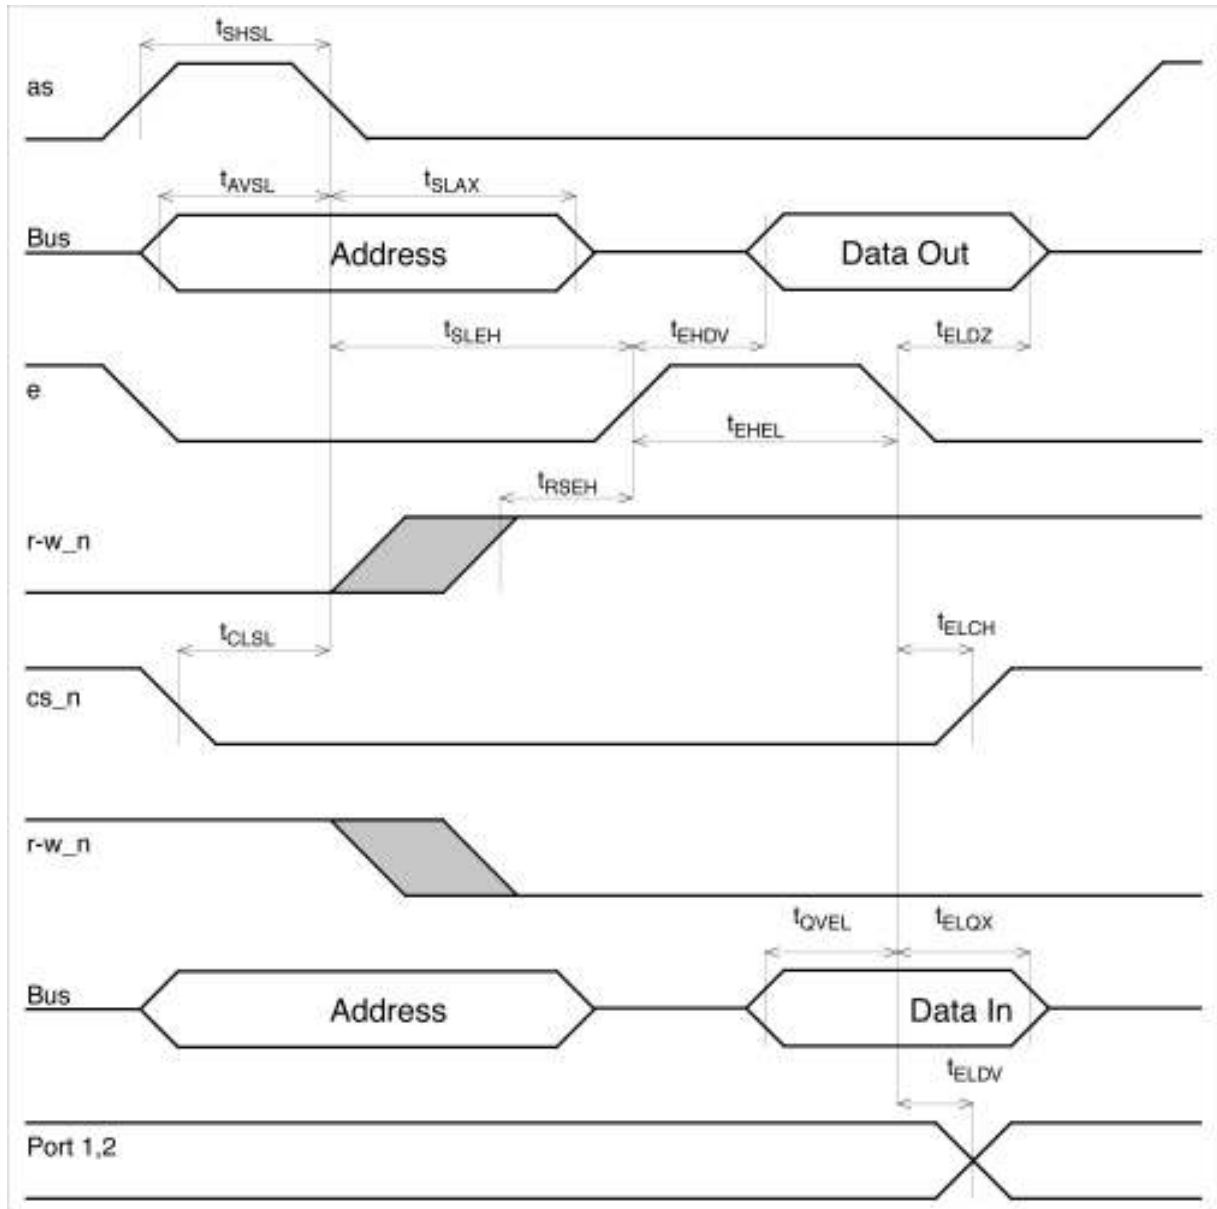 tSHSL
as
tAVSL tSLAX
Bus Address Data Out
tSLEH tEHDV tELDZ
e
tEHEL
tRSEH
r-w_n
tCLSL tELCH
cs_n
r-w_n
tQVEL tELQX
Bus Address Data In
tELDV
Port 1,2